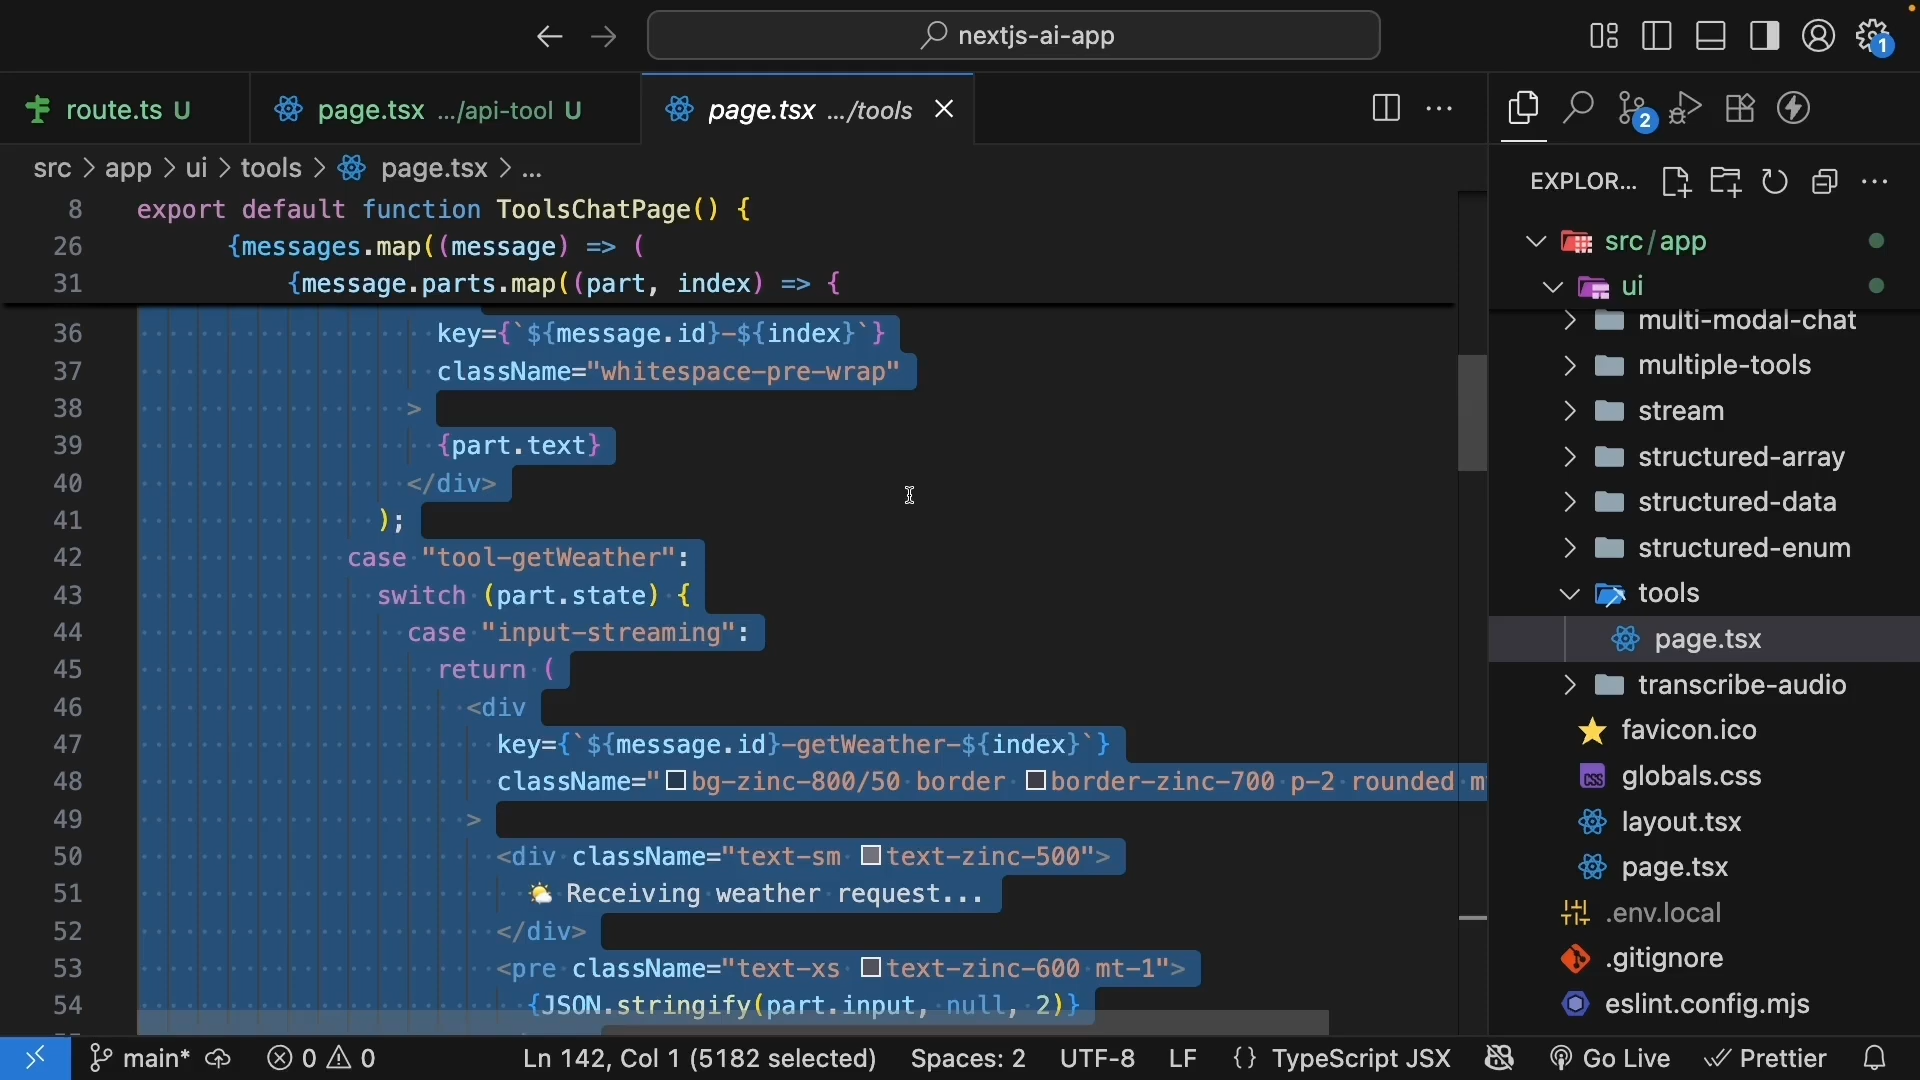 nextjs-ai-app
1
route.ts U
page.tsx .../api-tool U
page.tsx .../tools
2
src > app > ui > tools > page.tsx > ...
EXPLOR...
8 export default function ToolsChatPage() {
26 {messages.map((message) => (
31 {message.parts.map((part, index) => {
36 key={`${message.id}-${index}`}
37 className="whitespace-pre-wrap"
38 >
39 {part.text}
40 </div>
41 );
42 case "tool-getWeather":
43 switch (part.state) {
44 case "input-streaming":
45 return (
46 <div
47 key={`${message.id}-getWeather-${index}`}
48 className="bg-zinc-800/50 border border-zinc-700 p-2 rounded m
49 >
50 <div className="text-sm text-zinc-500">
51 🌤️ Receiving weather request...
52 </div>
53 <pre className="text-xs text-zinc-600 mt-1">
54 {JSON.stringify(part.input, null, 2)}
src/app
ui
multi-modal-chat
multiple-tools
stream
structured-array
structured-data
structured-enum
tools
page.tsx
transcribe-audio
favicon.ico
globals.css
layout.tsx
page.tsx
.env.local
.gitignore
eslint.config.mjs
main* 0 0 Ln 142, Col 1 (5182 selected) Spaces: 2 UTF-8 LF {} TypeScript JSX Go Live Prettier